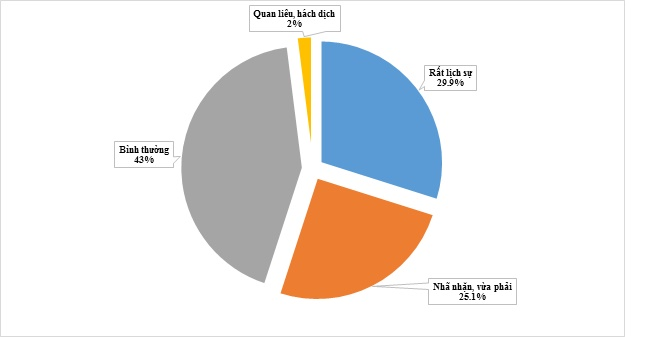 Quan liêu, hách dịch
2%
Rất lịch sự
29.9%
Bình thường
43%
Nhã nhặn, vừa phải
25.1%